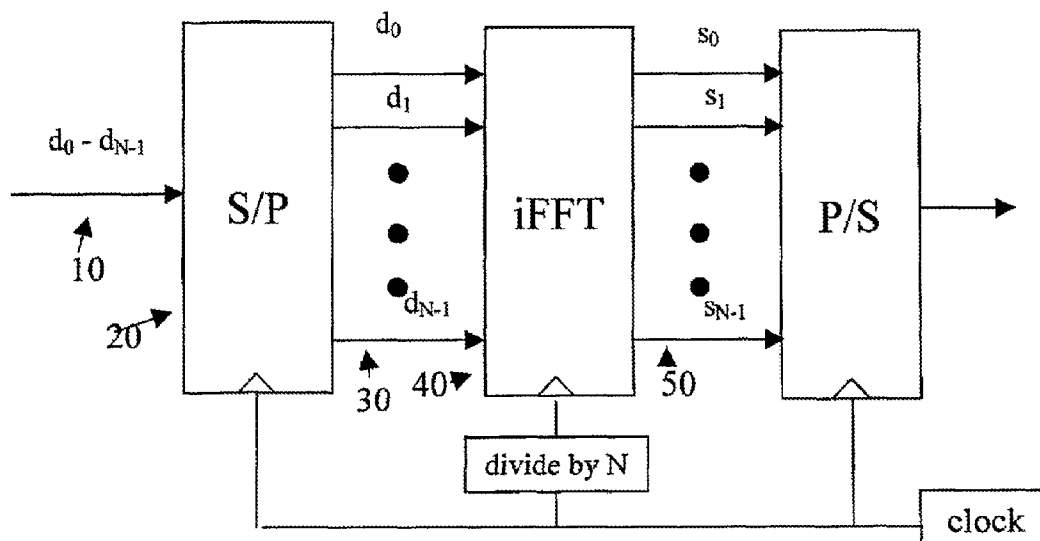 d0
s0
d1
s1
d0 - dN-1
S/P
iFFT
P/S
10
20
dN-1
sN-1
30
40
50
divide by N
clock